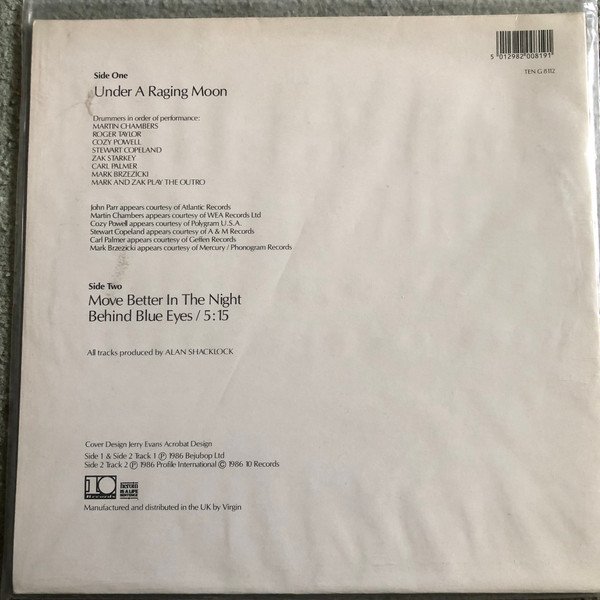 5 012982 008191
TEN G 8112
Side One
Under A Raging Moon
Drummers in order of performance:
MARTIN CHAMBERS
ROGER TAYLOR
COZY POWELL
STEWART COPELAND
ZAK STARKEY
CARL PALMER
MARK BRZEZICKI
MARK AND ZAK PLAY THE OUTRO
John Parr appears courtesy of Atlantic Records
Martin Chambers appears courtesy of WEA Records Ltd
Cozy Powell appears courtesy of Polygram U.S.A.
Stewart Copeland appears courtesy of A & M Records
Carl Palmer appears courtesy of Geffen Records
Mark Brzezicki appears courtesy of Mercury / Phonogram Records
Side Two
Move Better In The Night
Behind Blue Eyes / 5:15
All tracks produced by ALAN SHACKLOCK
Cover Design Jerry Evans Acrobat Design
Side 1 & Side 2 Track 1 Ⓟ 1986 Bejubop Ltd
Side 2 Track 2 Ⓟ 1986 Profile International © 1986 10 Records
10
Records
Manufactured and distributed in the UK by Virgin